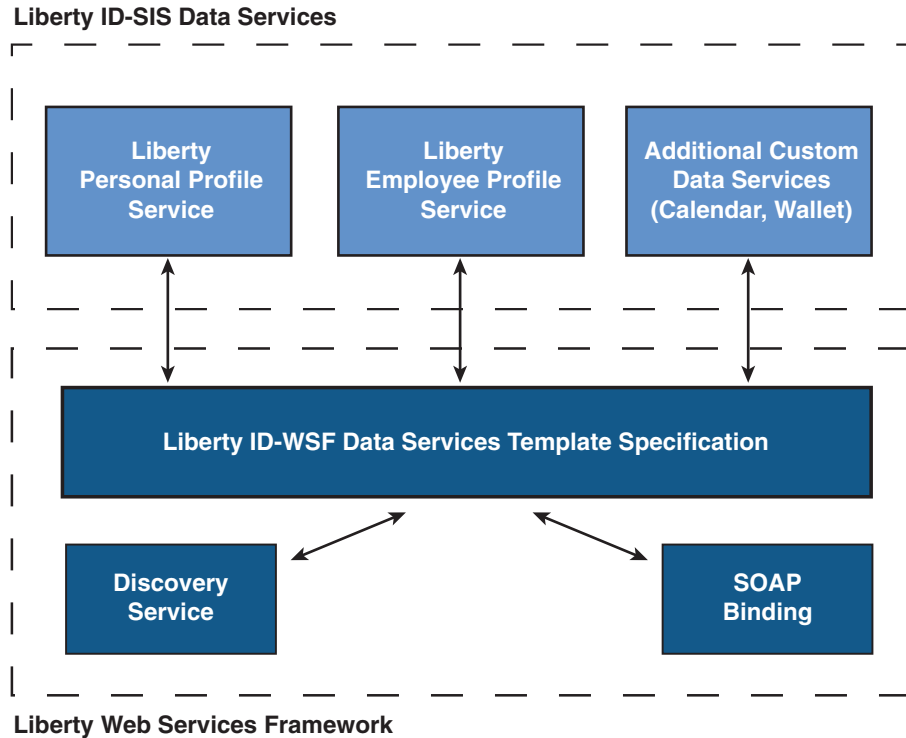 Liberty ID-SIS Data Services
Liberty
Personal Profile
Service
Liberty
Employee Profile
Service
Additional Custom
Data Services
(Calendar, Wallet)
Liberty ID-WSF Data Services Template Specification
Discovery
Service
SOAP
Binding
Liberty Web Services Framework